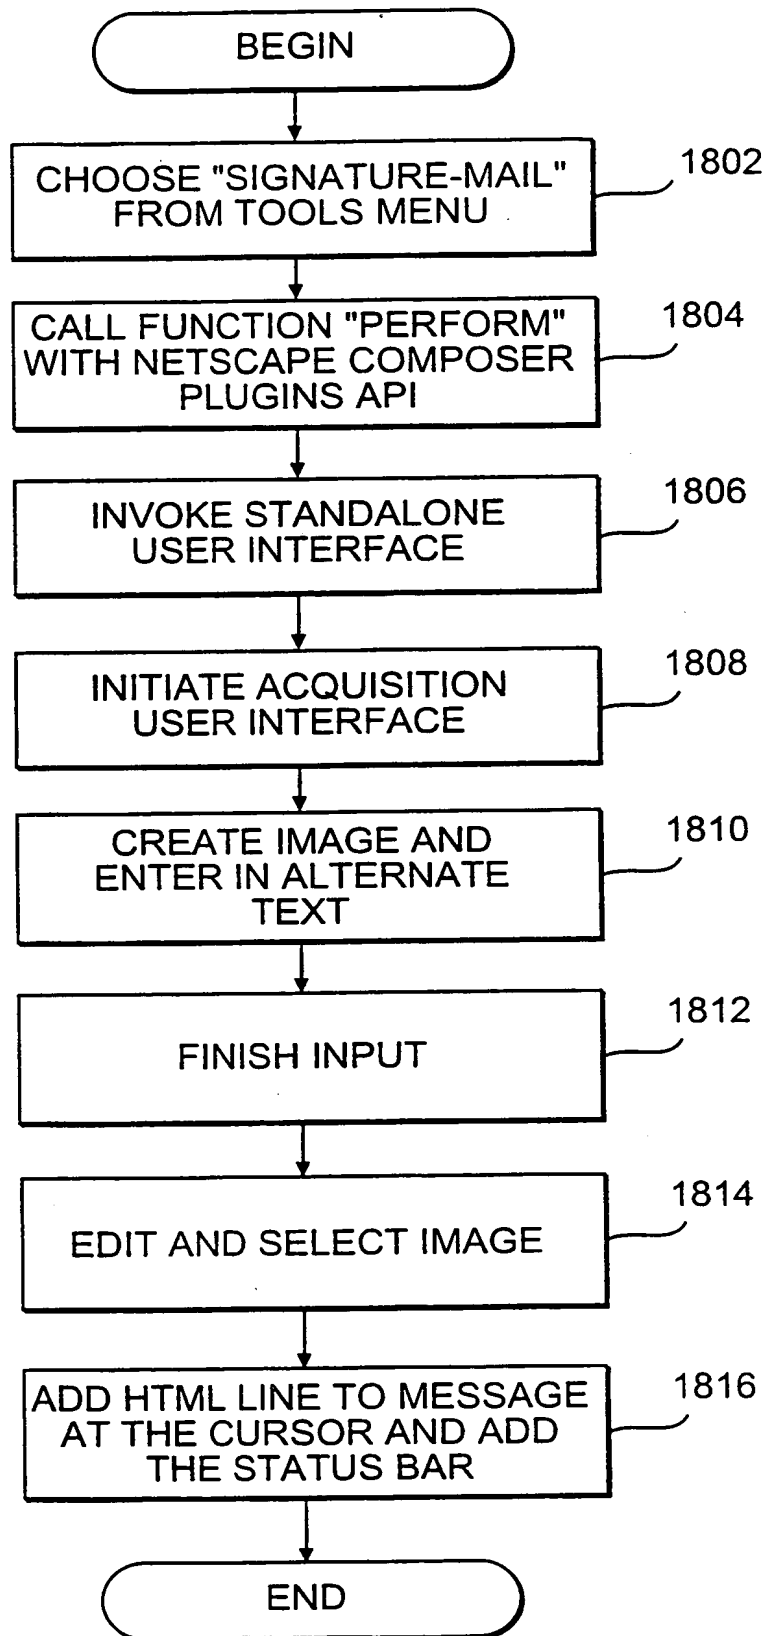 BEGIN
CHOOSE "SIGNATURE-MAIL"
FROM TOOLS MENU
1802
CALL FUNCTION "PERFORM"
WITH NETSCAPE COMPOSER
PLUGINS API
1804
INVOKE STANDALONE
USER INTERFACE
1806
INITIATE ACQUISITION
USER INTERFACE
1808
CREATE IMAGE AND
ENTER IN ALTERNATE
TEXT
1810
FINISH INPUT
1812
EDIT AND SELECT IMAGE
1814
ADD HTML LINE TO MESSAGE
AT THE CURSOR AND ADD
THE STATUS BAR
1816
END